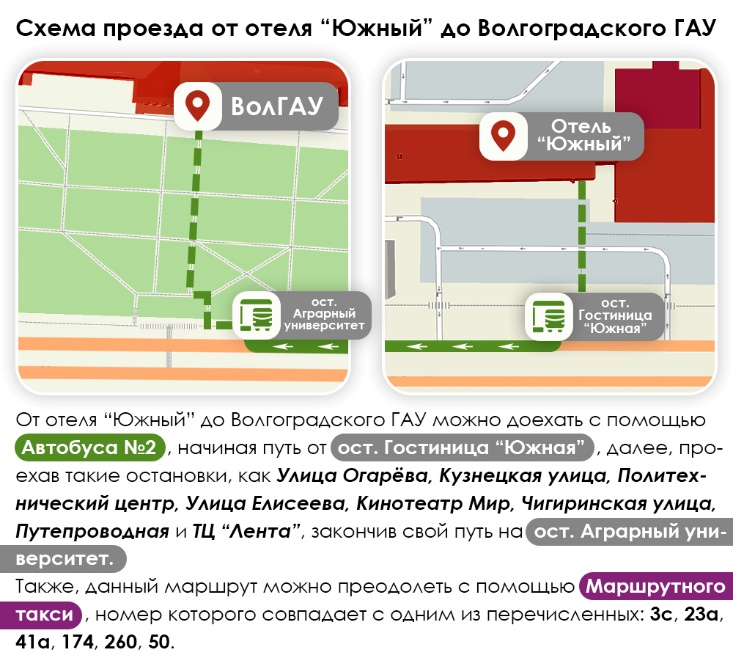 Схема проезда от отеля “Южный” до Волгоградского ГАУ
ВолГАУ
ост.
Аграрный
университет
Отель
“Южный”
ост.
Гостиница
“Южная”
От отеля “Южный” до Волгоградского ГАУ можно доехать с помощью
Автобуса №2, начиная путь от ост. Гостиница “Южная”, далее, про-
ехав такие остановки, как Улица Огарёва, Кузнецкая улица, Политех-
нический центр, Улица Елисеева, Кинотеатр Мир, Чигиринская улица,
Путепроводная и ТЦ “Лента”, закончив свой путь на ост. Аграрный уни-
верситет.
Также, данный маршрут можно преодолеть с помощью Маршрутного
такси, номер которого совпадает с одним из перечисленных: 3с, 23а,
41а, 174, 260, 50.